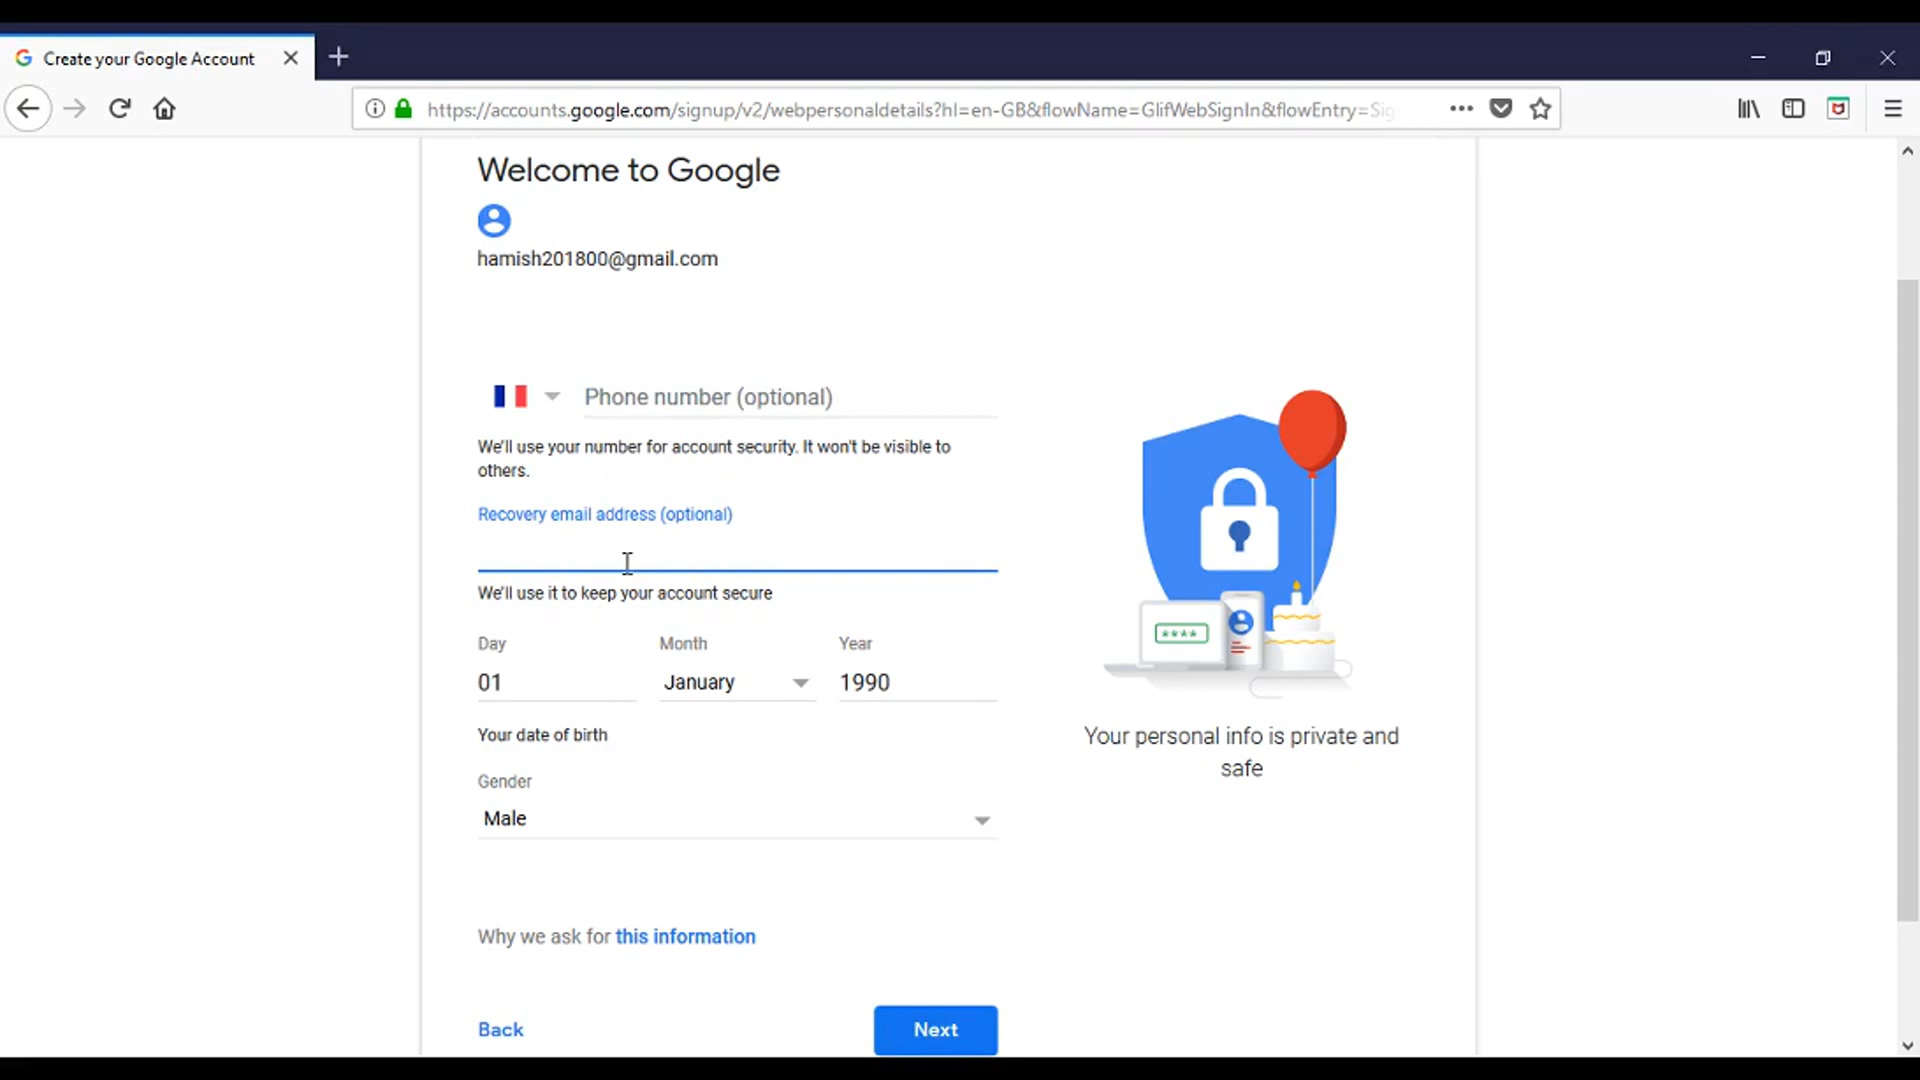 Create your Google Account
https://accounts.google.com/signup/v2/webpersonaldetails?hl=en-GB&flowName=GlifWebSignIn&flowEntry=Sig
Welcome to Google
hamish201800@gmail.com
Phone number (optional)
We'll use your number for account security. It won't be visible to
others.
Recovery email address (optional)
We'll use it to keep your account secure
Day Month Year
01 January 1990
Your date of birth
Gender
Male
Why we ask for this information
Back Next
****
Your personal info is private and
safe